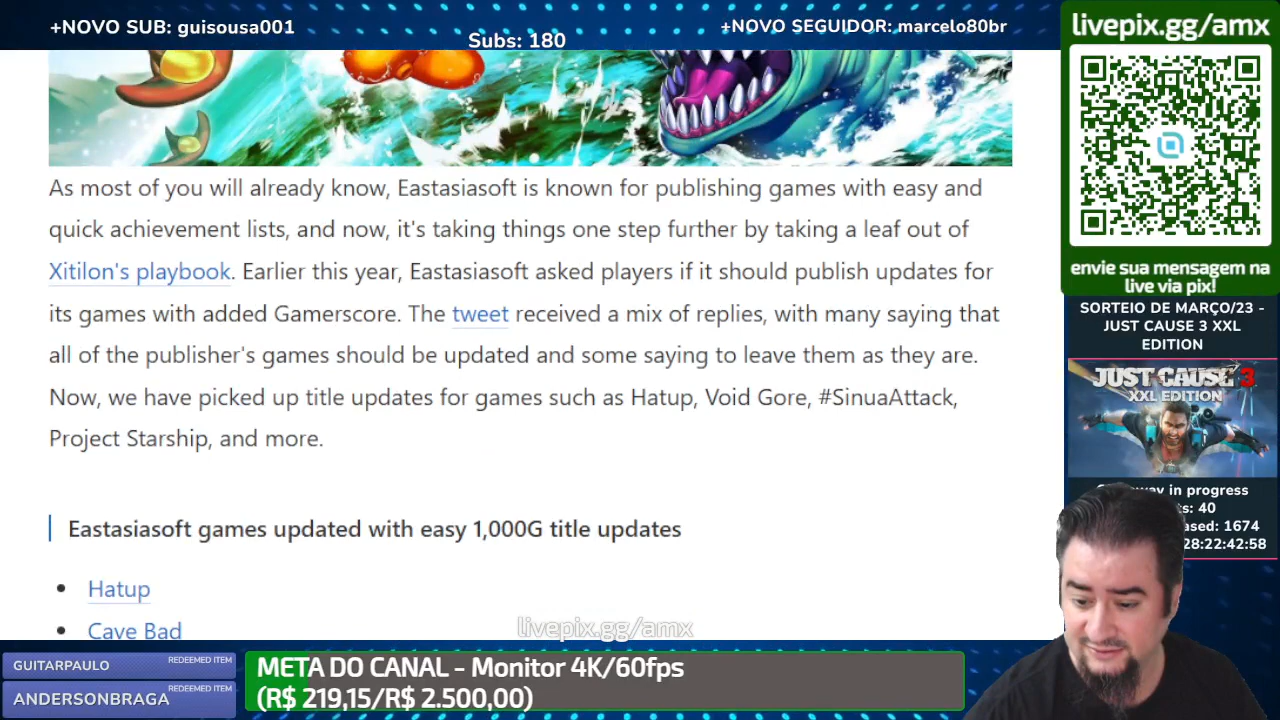 +NOVO SUB: guisousa001
Subs: 180
+NOVO SEGUIDOR: marcelo80br
livepix.gg/amx
envie sua mensagem na
live via pix!
SORTEIO DE MARÇO/23 -
JUST CAUSE 3 XXL
EDITION
JUST CAUSE 3
XXL EDITION
in progress
: 40
: 1674
28:22:42:58
As most of you will already know, Eastasiasoft is known for publishing games with easy and
quick achievement lists, and now, it's taking things one step further by taking a leaf out of
Xitilon's playbook. Earlier this year, Eastasiasoft asked players if it should publish updates for
its games with added Gamerscore. The tweet received a mix of replies, with many saying that
all of the publisher's games should be updated and some saying to leave them as they are.
Now, we have picked up title updates for games such as Hatup, Void Gore, #SinuaAttack,
Project Starship, and more.
Eastasiasoft games updated with easy 1,000G title updates
• Hatup
• Cave Bad
livepix.gg/amx
GUITARPAULO REDEEMED ITEM
ANDERSONBRAGA REDEEMED ITEM
META DO CANAL - Monitor 4K/60fps
(R$ 219,15/R$ 2.500,00)